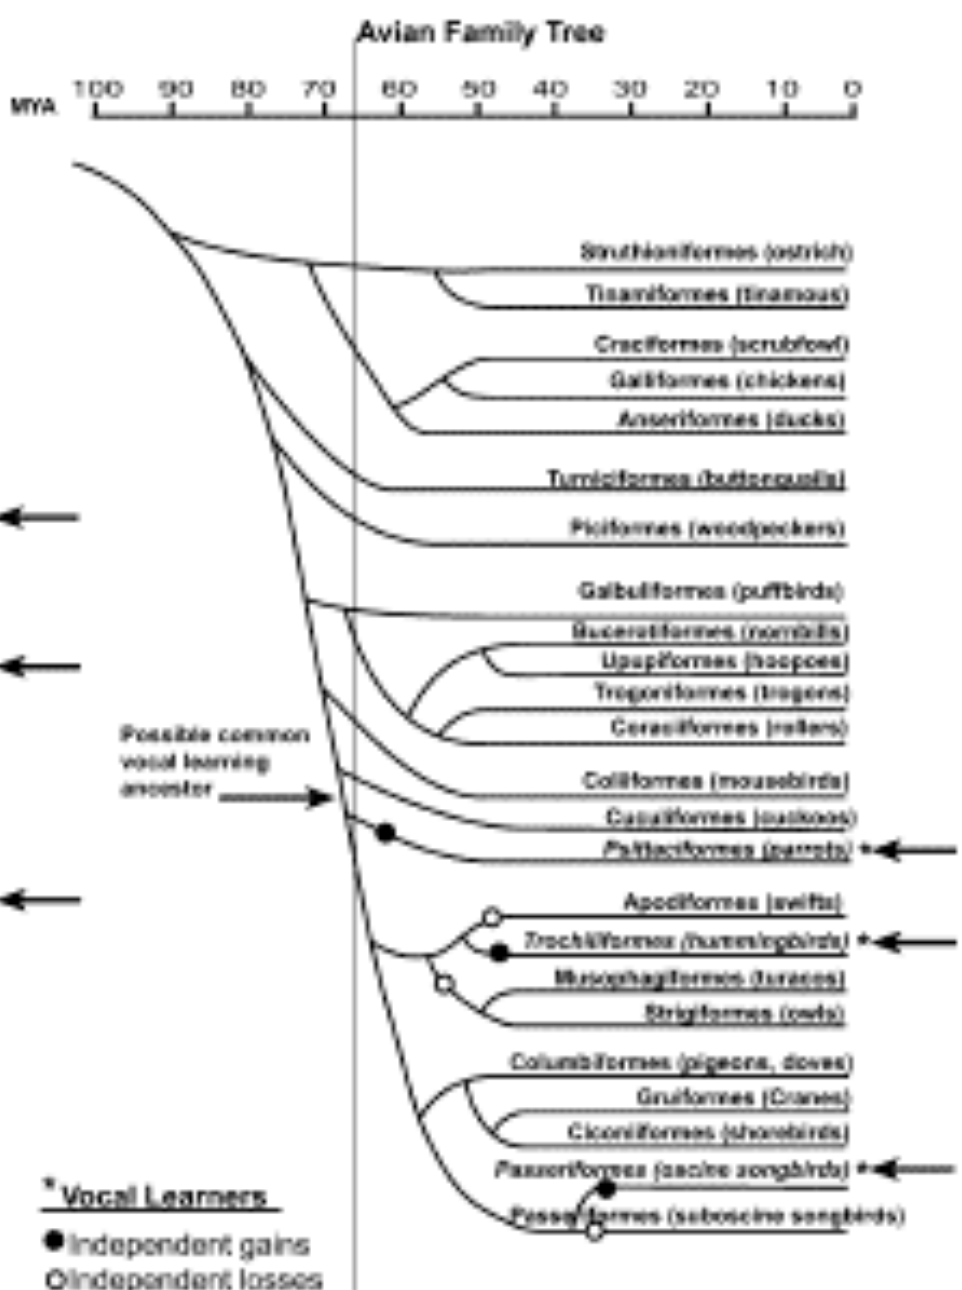 Avian Family Tree
100 90 80 70 60 50 40 30 20 10 0
MYA
Struthioniformes (ostrich)
Tinamiformes (tinamous)
Craciformes (scrubfowl)
Galliformes (chickens)
Anseriformes (ducks)
Turniciformes (buttonquails)
Piciformes (woodpeckers)
Galbuliformes (puffbirds)
Bucerotiformes (hornbills)
Upupiformes (hoopoes)
Trogoniformes (trogons)
Coraciiformes (rollers)
Possible common
vocal learning
ancestor
Coliiformes (mousebirds)
Cuculiformes (cuckoos)
Psittaciformes (parrots) *
Apodiformes (swifts)
Trochiliformes (hummingbirds) *
Musophagiformes (turacos)
Strigiformes (owls)
Columbiformes (pigeons, doves)
Gruiformes (Cranes)
Ciconiiformes (shorebirds)
Passeriformes (oscine songbirds) *
Passeriformes (suboscine songbirds)
* Vocal Learners
Independent gains
Independent losses